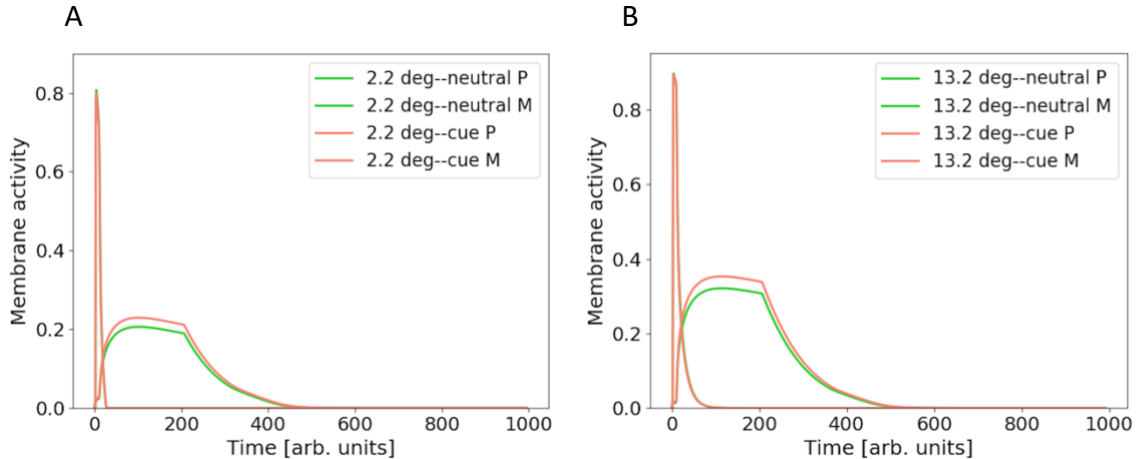 A
2.2 deg--neutral P
2.2 deg--neutral M
2.2 deg--cue P
2.2 deg--cue M
Membrane activity
0.8
0.6
0.4
0.2
0.0
0 200 400 600 800 1000
Time [arb. units]
B
13.2 deg--neutral P
13.2 deg--neutral M
13.2 deg--cue P
13.2 deg--cue M
Membrane activity
0.8
0.6
0.4
0.2
0.0
0 200 400 600 800 1000
Time [arb. units]